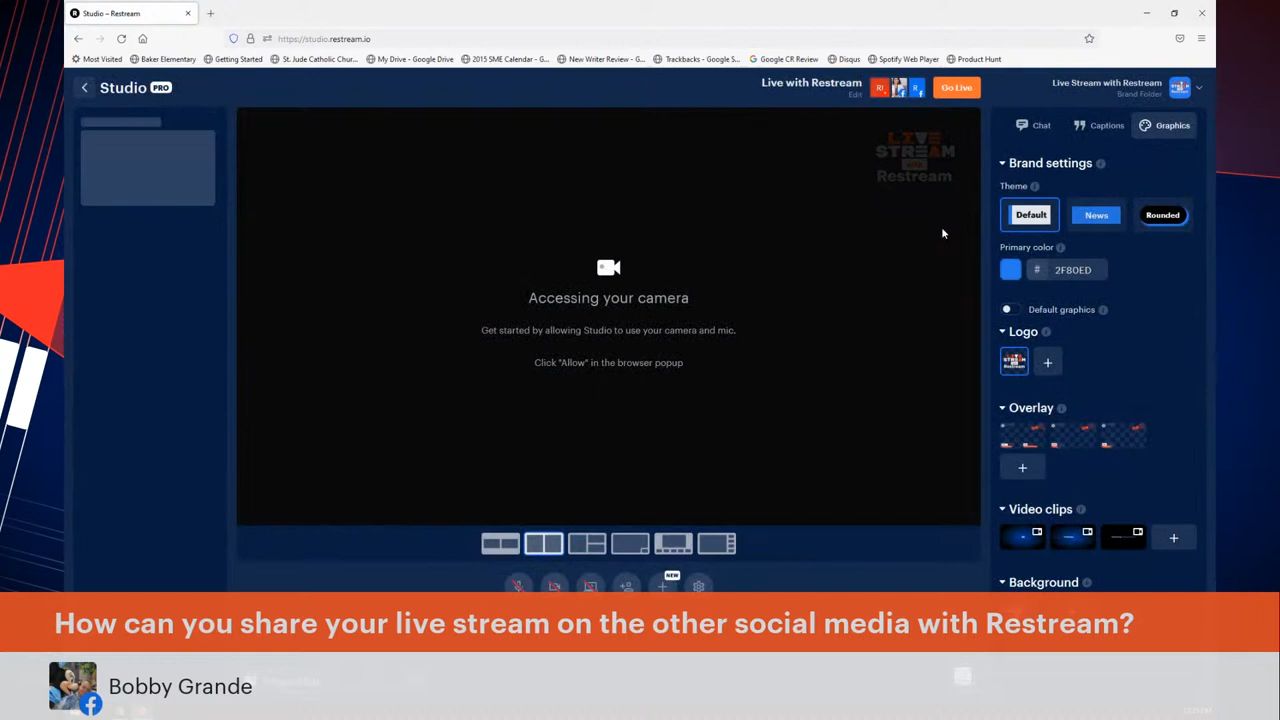 Studio – Restream
https://studio.restream.io
Most Visited Baker Elementary Getting Started St. Jude Catholic Churc... My Drive - Google Drive 2015 SME Calendar - G... New Writer Review - G... Trackbacks - Google S... Google CR Review Disqus Spotify Web Player Product Hunt
Studio PRO
Live with Restream
Edit
Go Live
Live Stream with Restream
Brand Folder
Chat Captions Graphics
LIVE
STREAM
with
Restream
Brand settings
Theme
Default News Rounded
Primary color
# 2F80ED
Default graphics
Logo
Accessing your camera
Get started by allowing Studio to use your camera and mic.
Click "Allow" in the browser popup
Overlay
Video clips
Background
NEW
How can you share your live stream on the other social media with Restream?
Bobby Grande